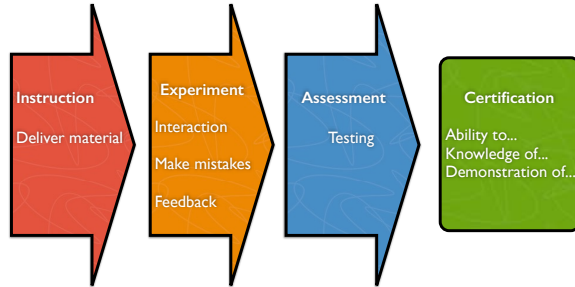 Instruction
Deliver material
Experiment
Interaction
Make mistakes
Feedback
Assessment
Testing
Certification
Ability to...
Knowledge of...
Demonstration of...